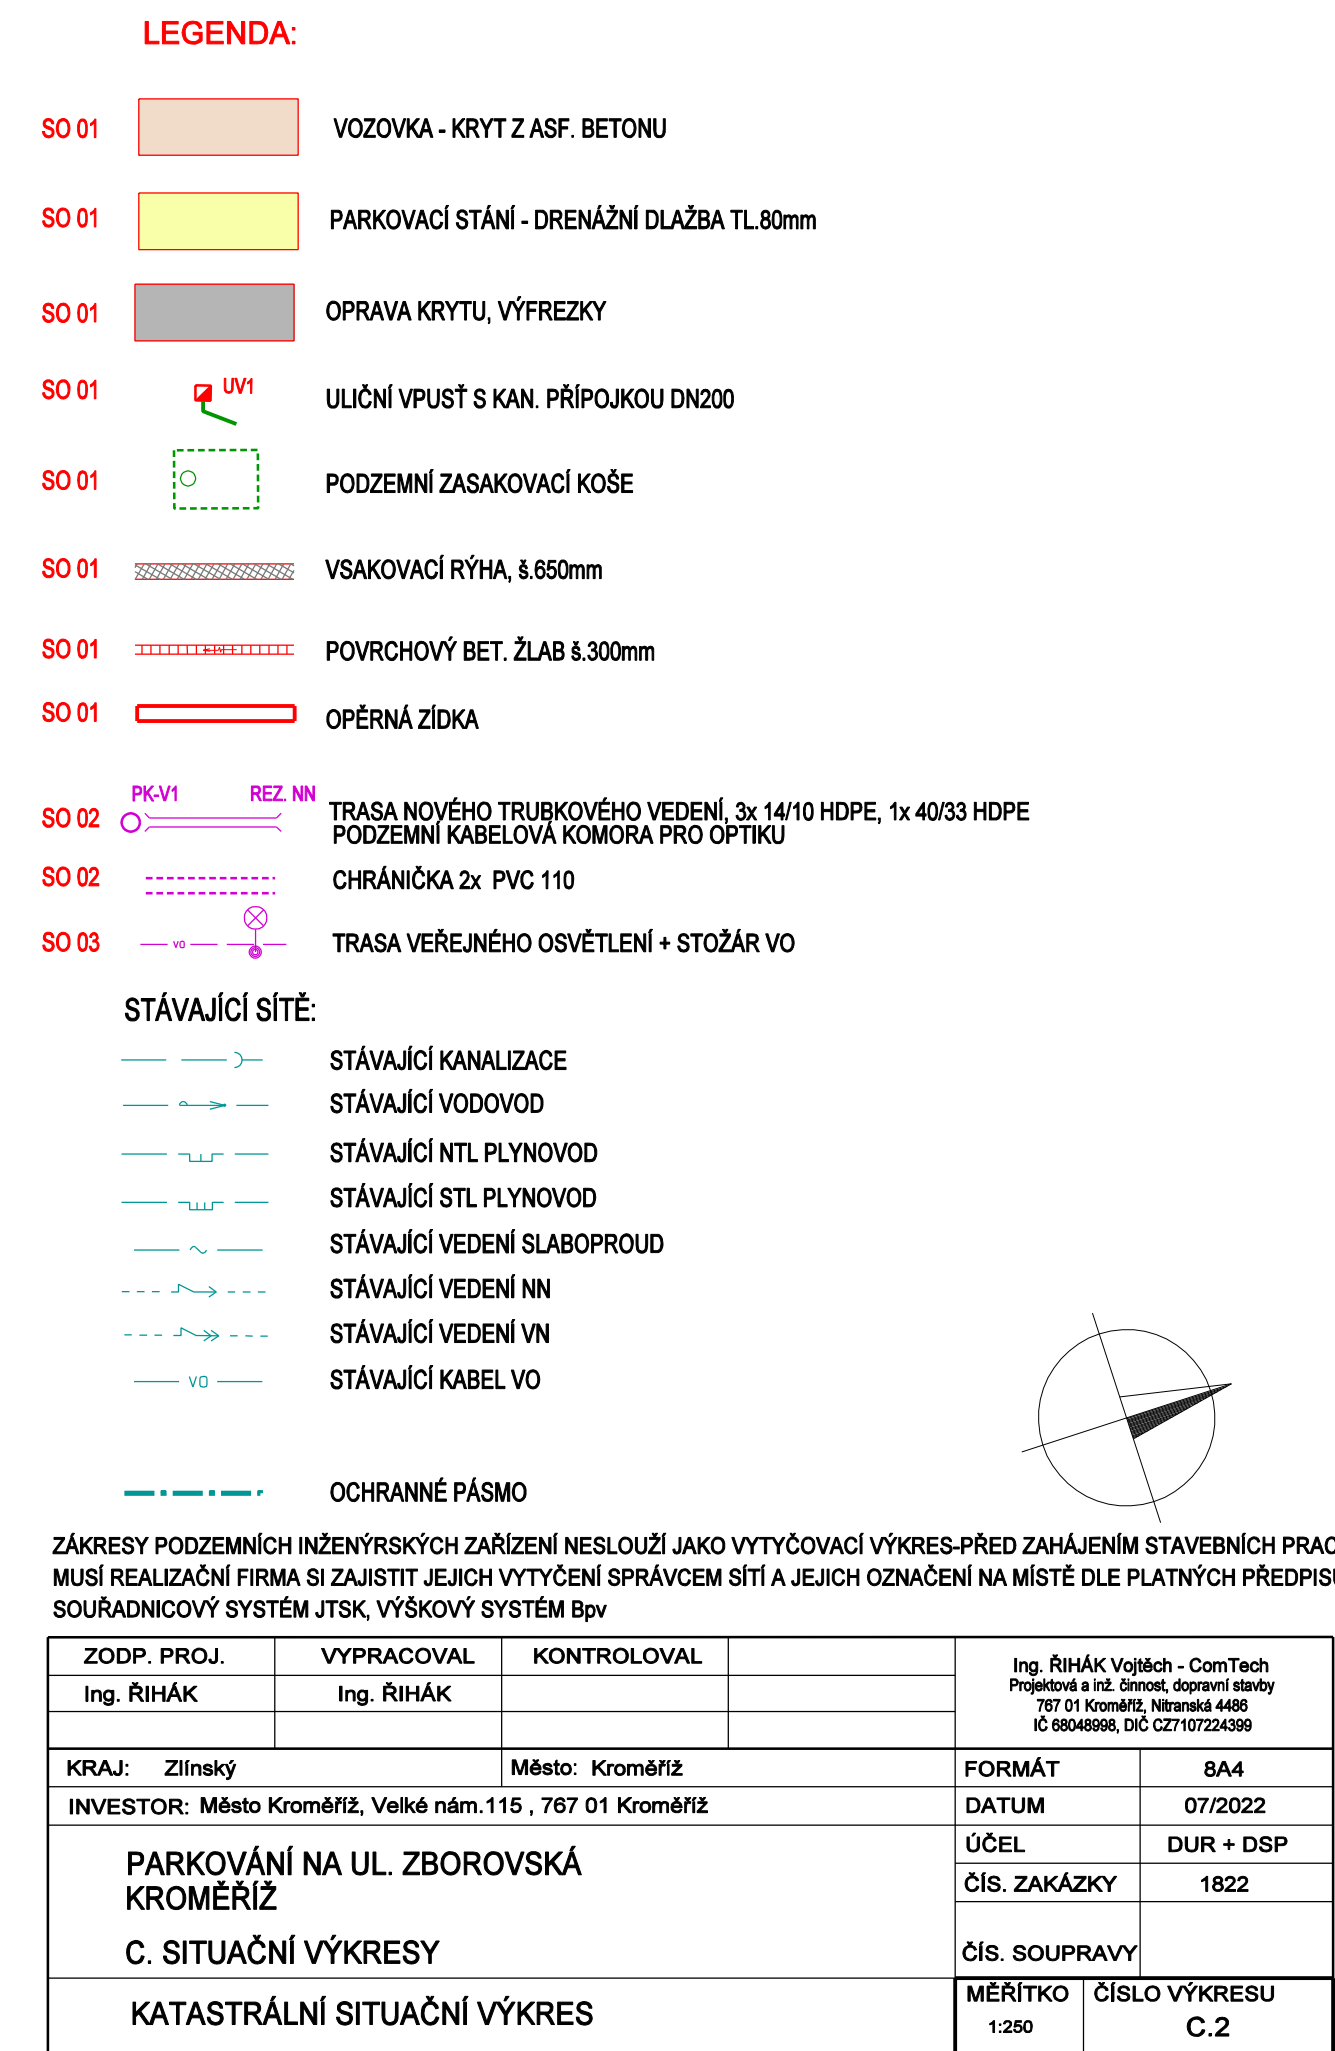 LEGENDA:
SO 01 VOZOVKA - KRYT Z ASF. BETONU
SO 01 PARKOVACÍ STÁNÍ - DRENÁŽNÍ DLAŽBA TL.80mm
SO 01 OPRAVA KRYTU, VÝFREZKY
SO 01 UV1 ULIČNÍ VPUSŤ S KAN. PŘÍPOJKOU DN200
SO 01 PODZEMNÍ ZASAKOVACÍ KOŠE
SO 01 VSAKOVACÍ RÝHA, š.650mm
SO 01 POVRCHOVÝ BET. ŽLAB š.300mm
SO 01 OPĚRNÁ ZÍDKA
PK-V1 REZ. NN
SO 02 TRASA NOVÉHO TRUBKOVÉHO VEDENÍ, 3x 14/10 HDPE, 1x 40/33 HDPE
PODZEMNÍ KABELOVÁ KOMORA PRO OPTIKU
SO 02 CHRÁNIČKA 2x PVC 110
SO 03 VO TRASA VEŘEJNÉHO OSVĚTLENÍ + STOŽÁR VO
STÁVAJÍCÍ SÍTĚ:
STÁVAJÍCÍ KANALIZACE
STÁVAJÍCÍ VODOVOD
STÁVAJÍCÍ NTL PLYNOVOD
STÁVAJÍCÍ STL PLYNOVOD
STÁVAJÍCÍ VEDENÍ SLABOPROUD
STÁVAJÍCÍ VEDENÍ NN
STÁVAJÍCÍ VEDENÍ VN
VO STÁVAJÍCÍ KABEL VO
OCHRANNÉ PÁSMO
ZÁKRESY PODZEMNÍCH INŽENÝRSKÝCH ZAŘÍZENÍ NESLOUŽÍ JAKO VYTYČOVACÍ VÝKRES-PŘED ZAHÁJENÍM STAVEBNÍCH PRAC
MUSÍ REALIZAČNÍ FIRMA SI ZAJISTIT JEJICH VYTYČENÍ SPRÁVCEM SÍTÍ A JEJICH OZNAČENÍ NA MÍSTĚ DLE PLATNÝCH PŘEDPISU
SOUŘADNICOVÝ SYSTÉM JTSK, VÝŠKOVÝ SYSTÉM Bpv
ZODP. PROJ. VYPRACOVAL KONTROLOVAL
Ing. ŘIHÁK Ing. ŘIHÁK
Ing. ŘIHÁK Vojtěch - ComTech
Projektová a inž. činnost, dopravní stavby
767 01 Kroměříž, Nitranská 4486
IČ 68048998, DIČ CZ7107224399
KRAJ: Zlínský Město: Kroměříž FORMÁT 8A4
INVESTOR: Město Kroměříž, Velké nám.115 , 767 01 Kroměříž DATUM 07/2022
ÚČEL DUR + DSP
PARKOVÁNÍ NA UL. ZBOROVSKÁ
KROMĚŘÍŽ
ČÍS. ZAKÁZKY 1822
C. SITUAČNÍ VÝKRESY
ČÍS. SOUPRAVY
KATASTRÁLNÍ SITUAČNÍ VÝKRES
MĚŘÍTKO ČÍSLO VÝKRESU
1:250 C.2